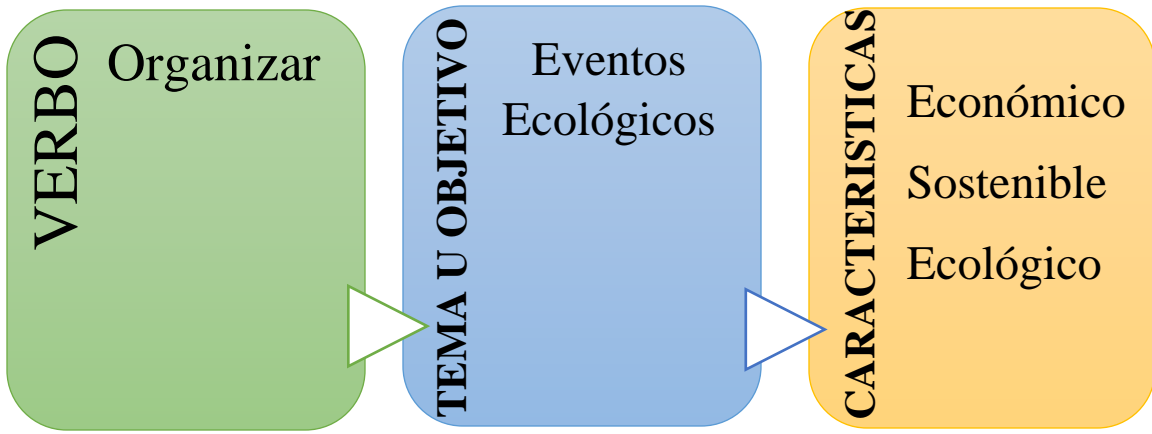 VERBO
Organizar
TEMA U OBJETIVO
Eventos
Ecológicos
CARACTERISTICAS
Económico
Sostenible
Ecológico